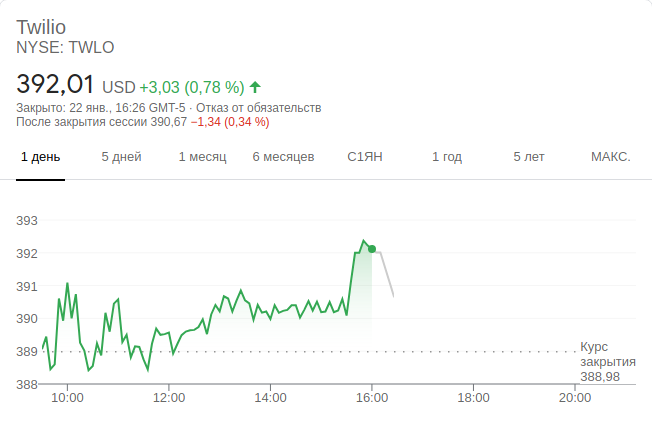 Twilio
NYSE: TWLO
392,01 USD +3,03 (0,78 %)
Закрыто: 22 янв., 16:26 GMT-5 · Отказ от обязательств
После закрытия сессии 390,67 −1,34 (0,34 %)
1 день 5 дней 1 месяц 6 месяцев С1ЯН 1 год 5 лет МАКС.
393
392
391
390
389
388
Курс
закрытия
388,98
10:00 12:00 14:00 16:00 18:00 20:00